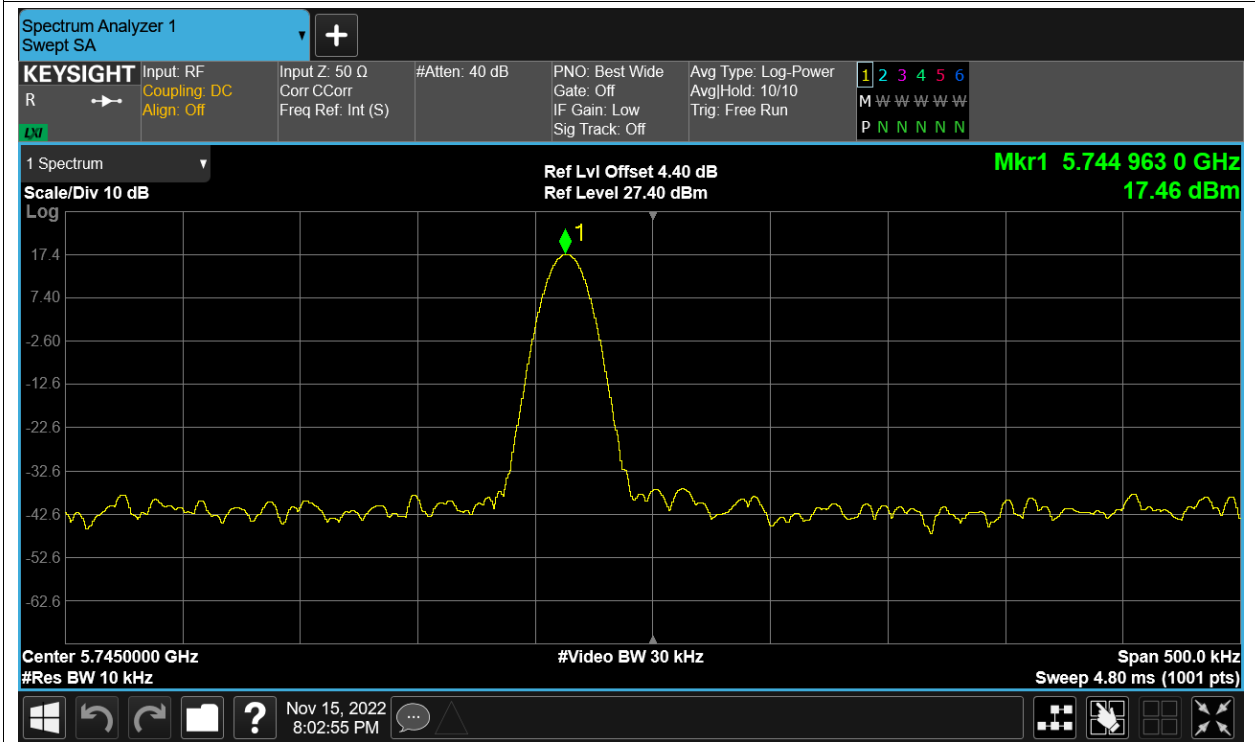 Spectrum Analyzer 1
Swept SA
+
KEYSIGHT
R
LXI
Input: RF
Coupling: DC
Align: Off
Input Z: 50 Ω
Corr CCorr
Freq Ref: Int (S)
#Atten: 40 dB
PNO: Best Wide
Gate: Off
IF Gain: Low
Sig Track: Off
Avg Type: Log-Power
Avg|Hold: 10/10
Trig: Free Run
1 2 3 4 5 6
M W W W W W
P N N N N N
1 Spectrum
Scale/Div 10 dB
Log
Ref Lvl Offset 4.40 dB
Ref Level 27.40 dBm
Mkr1 5.744 963 0 GHz
17.46 dBm
1
17.4
7.40
-2.60
-12.6
-22.6
-32.6
-42.6
-52.6
-62.6
Center 5.7450000 GHz
#Res BW 10 kHz
#Video BW 30 kHz
Span 500.0 kHz
Sweep 4.80 ms (1001 pts)
?
Nov 15, 2022
8:02:55 PM